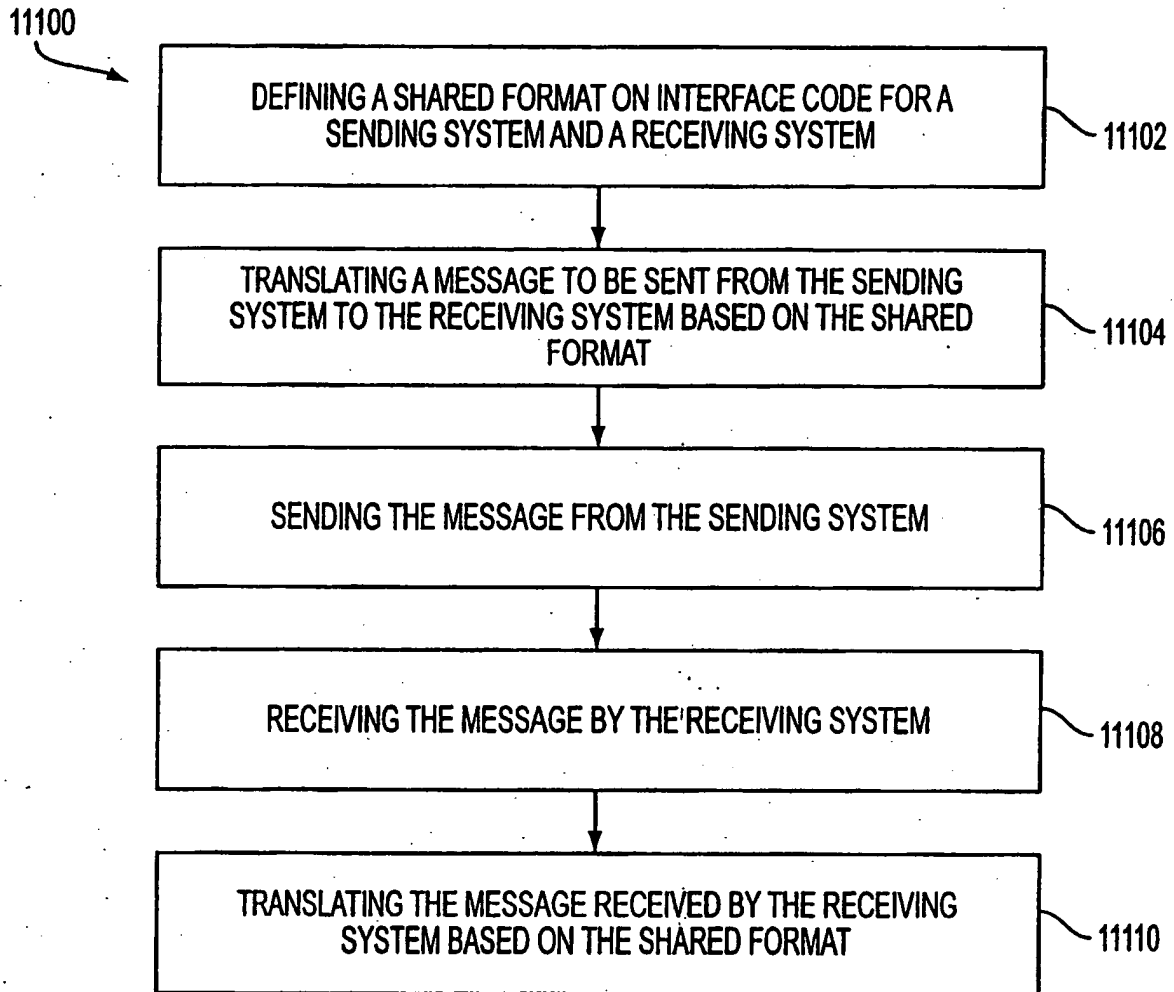 11100
DEFINING A SHARED FORMAT ON INTERFACE CODE FOR A
SENDING SYSTEM AND A RECEIVING SYSTEM
11102
TRANSLATING A MESSAGE TO BE SENT FROM THE SENDING
SYSTEM TO THE RECEIVING SYSTEM BASED ON THE SHARED
FORMAT
11104
SENDING THE MESSAGE FROM THE SENDING SYSTEM
11106
RECEIVING THE MESSAGE BY THE RECEIVING SYSTEM
11108
TRANSLATING THE MESSAGE RECEIVED BY THE RECEIVING
SYSTEM BASED ON THE SHARED FORMAT
11110